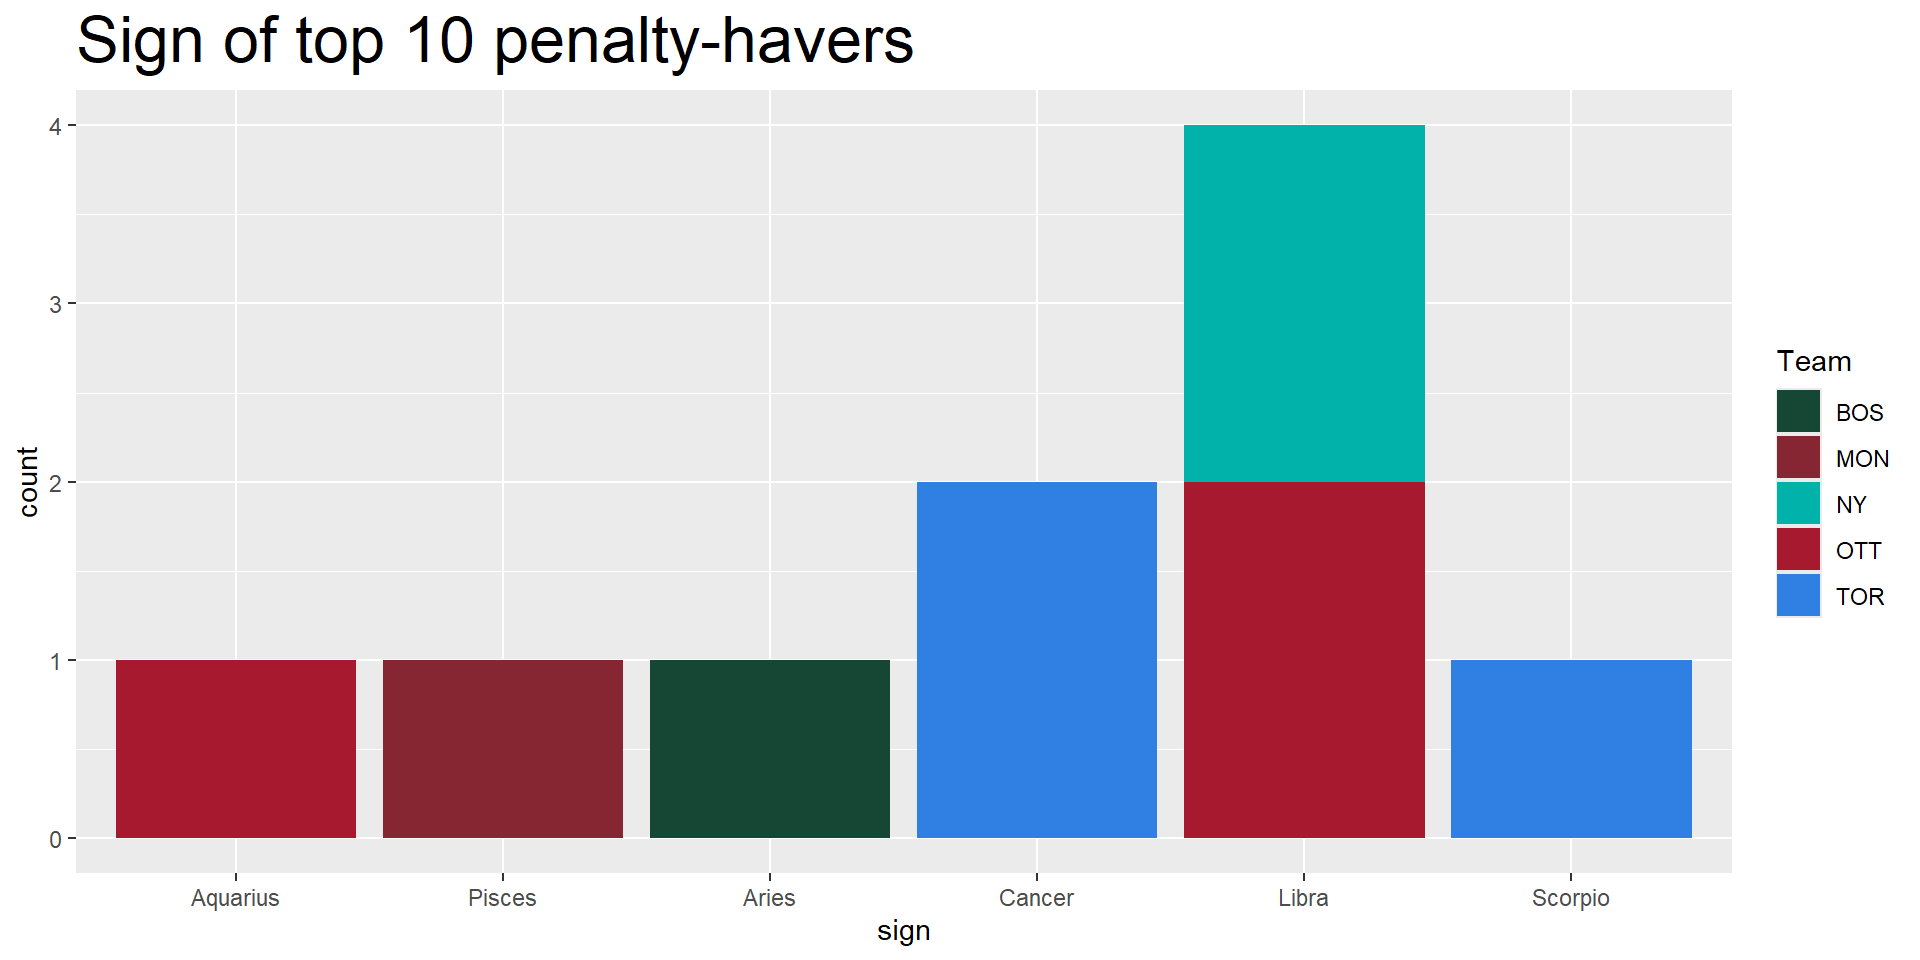 Sign of top 10 penalty-havers
4
3
2
1
0
count
Aquarius
Pisces
Aries
Cancer
Libra
Scorpio
sign
Team
BOS
MON
NY
OTT
TOR